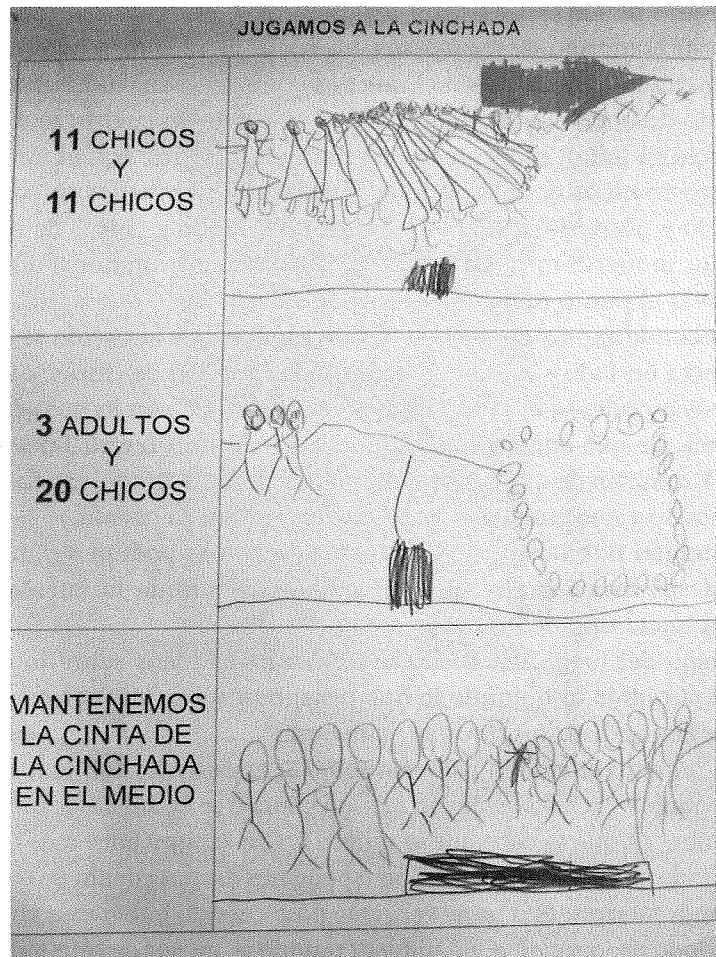 JUGAMOS A LA CINCHADA
11 CHICOS
Y
11 CHICOS
3 ADULTOS
Y
20 CHICOS
MANTENEMOS
LA CINTA DE
LA CINCHADA
EN EL MEDIO